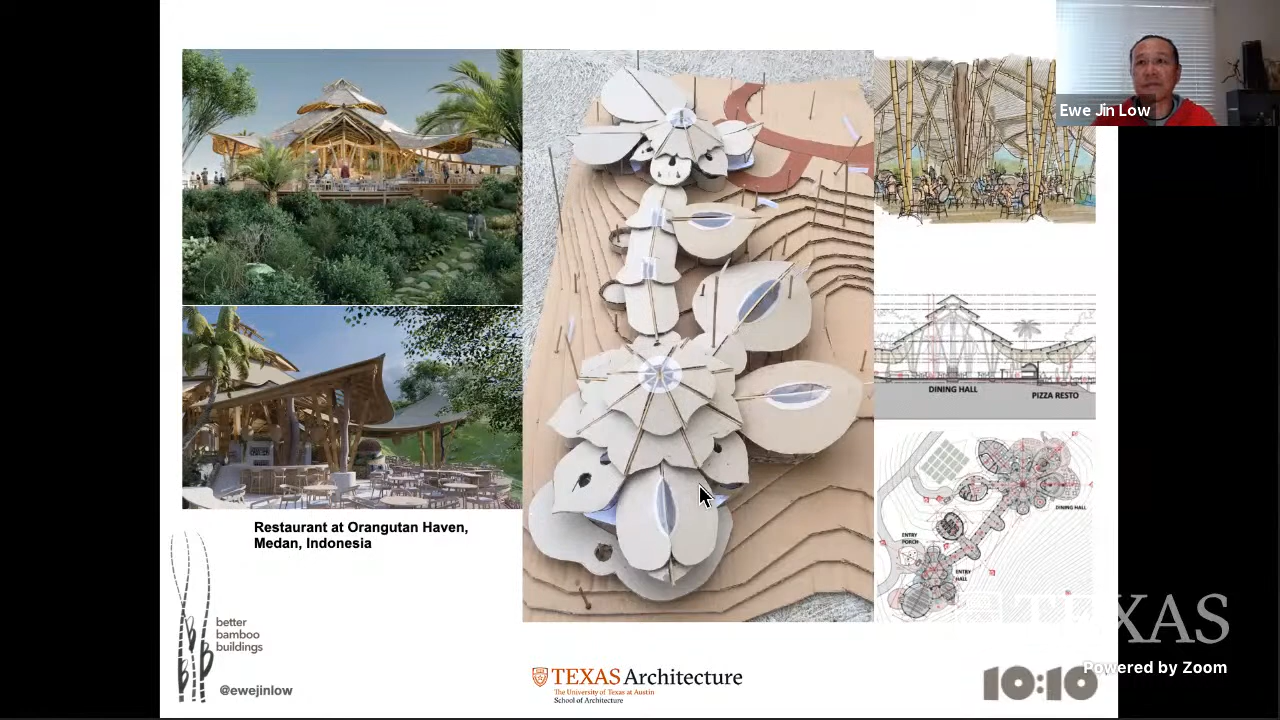 Ewe Jin Low
DINING HALL
PIZZA RESTO
DINING HALL
ENTRY
PORCH
ENTRY
HALL
Restaurant at Orangutan Haven,
Medan, Indonesia
better
bamboo
buildings
@ewejinlow
TEXAS Architecture
The University of Texas at Austin
School of Architecture
10:10
TEXAS
Powered by Zoom